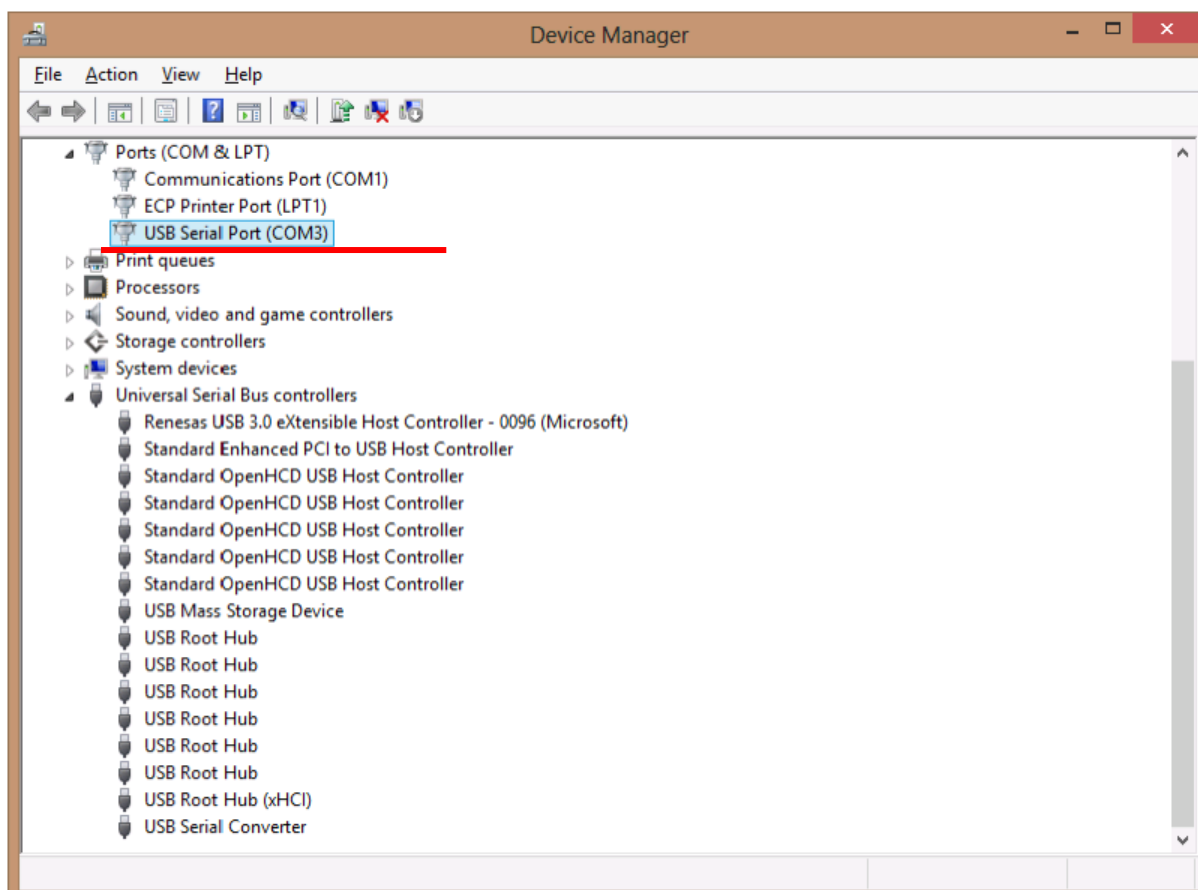 Device Manager
File Action View Help
Ports (COM & LPT)
Communications Port (COM1)
ECP Printer Port (LPT1)
USB Serial Port (COM3)
Print queues
Processors
Sound, video and game controllers
Storage controllers
System devices
Universal Serial Bus controllers
Renesas USB 3.0 eXtensible Host Controller - 0096 (Microsoft)
Standard Enhanced PCI to USB Host Controller
Standard OpenHCD USB Host Controller
Standard OpenHCD USB Host Controller
Standard OpenHCD USB Host Controller
Standard OpenHCD USB Host Controller
Standard OpenHCD USB Host Controller
USB Mass Storage Device
USB Root Hub
USB Root Hub
USB Root Hub
USB Root Hub
USB Root Hub
USB Root Hub
USB Root Hub (xHCI)
USB Serial Converter